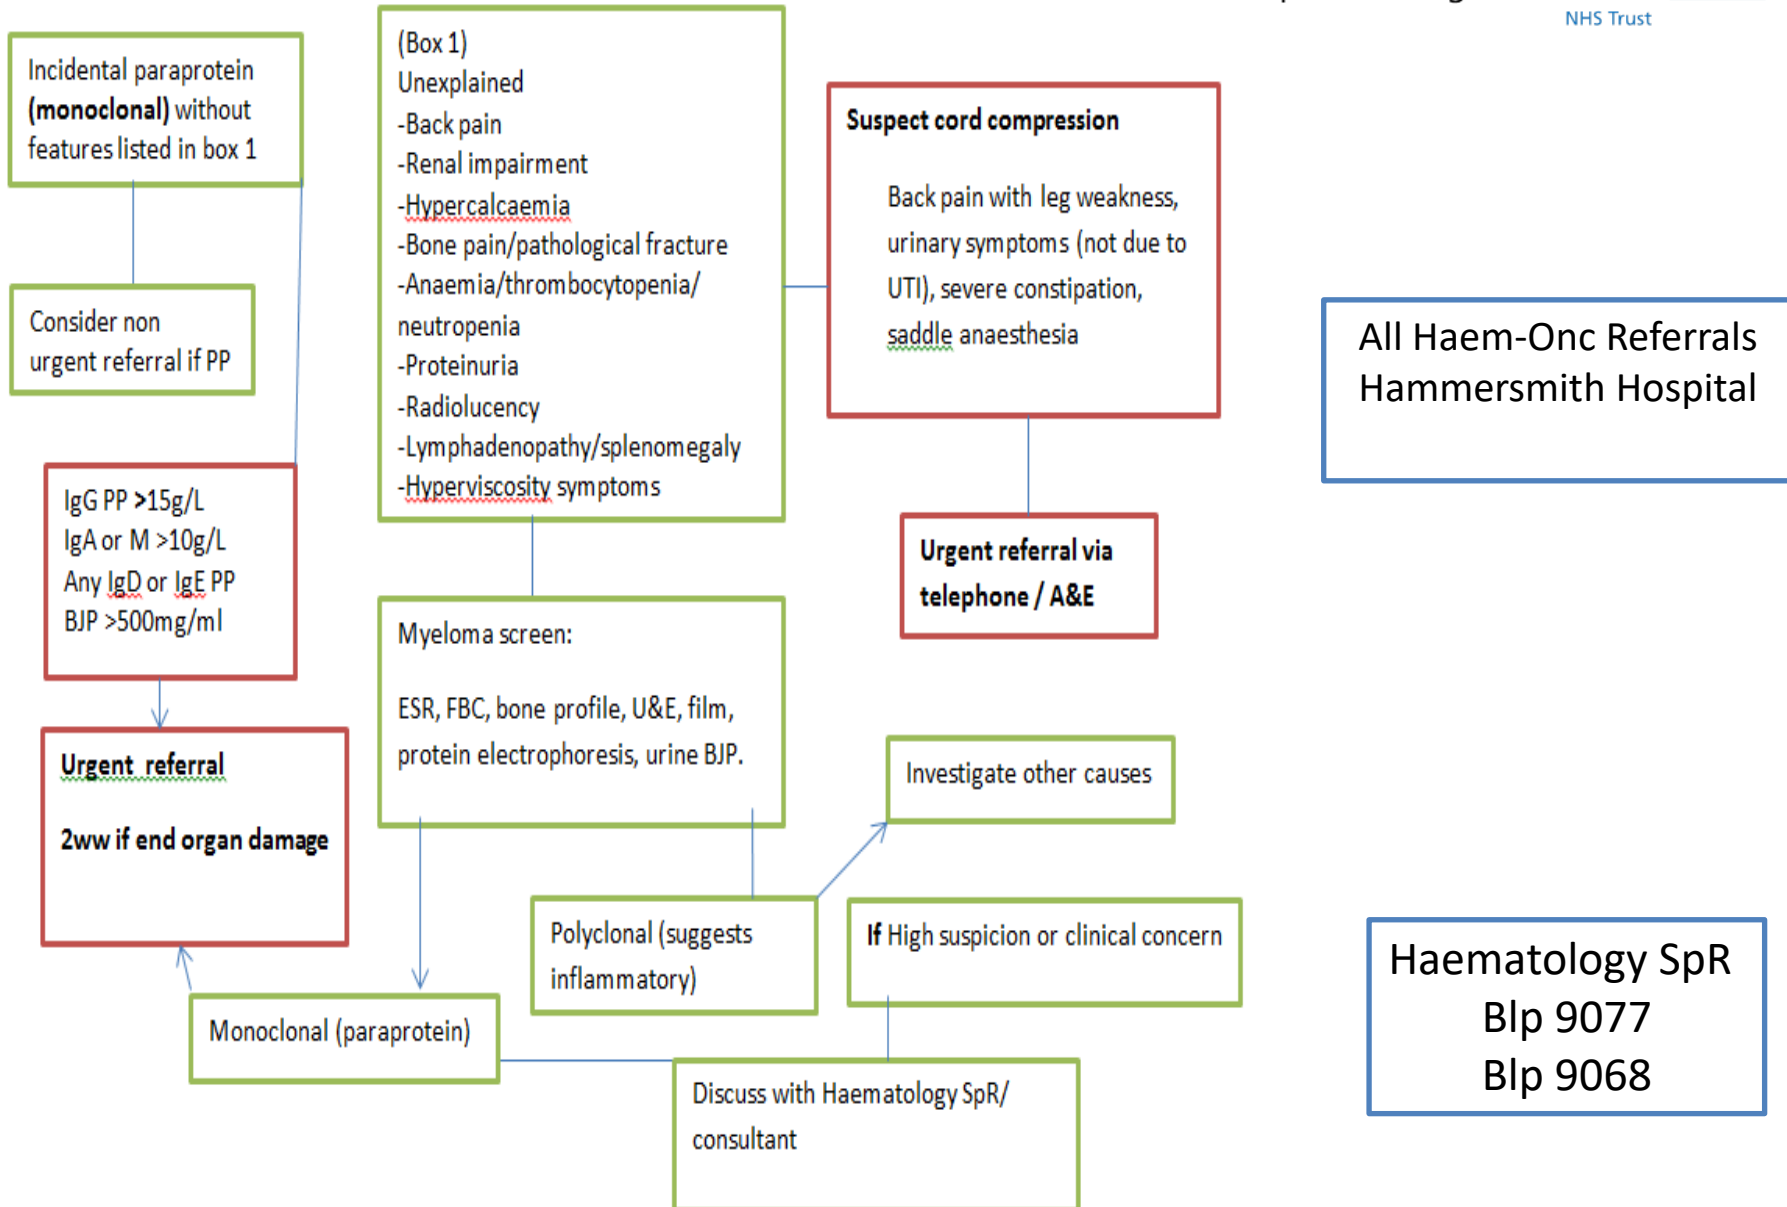 NHS Trust
Incidental paraprotein
(monoclonal) without
features listed in box 1
Consider non
urgent referral if PP
IgG PP >15g/L
IgA or M >10g/L
Any IgD or IgE PP
BJP >500mg/ml
Urgent referral
2ww if end organ damage
(Box 1)
Unexplained
-Back pain
-Renal impairment
-Hypercalcaemia
-Bone pain/pathological fracture
-Anaemia/thrombocytopenia/
neutropenia
-Proteinuria
-Radiolucency
-Lymphadenopathy/splenomegaly
-Hyperviscosity symptoms
Myeloma screen:
ESR, FBC, bone profile, U&E, film,
protein electrophoresis, urine BJP.
Monoclonal (paraprotein)
Polyclonal (suggests
inflammatory)
Investigate other causes
If High suspicion or clinical concern
Discuss with Haematology SpR/
consultant
Suspect cord compression
Back pain with leg weakness,
urinary symptoms (not due to
UTI), severe constipation,
saddle anaesthesia
Urgent referral via
telephone / A&E
All Haem-Onc Referrals
Hammersmith Hospital
Haematology SpR
Blp 9077
Blp 9068